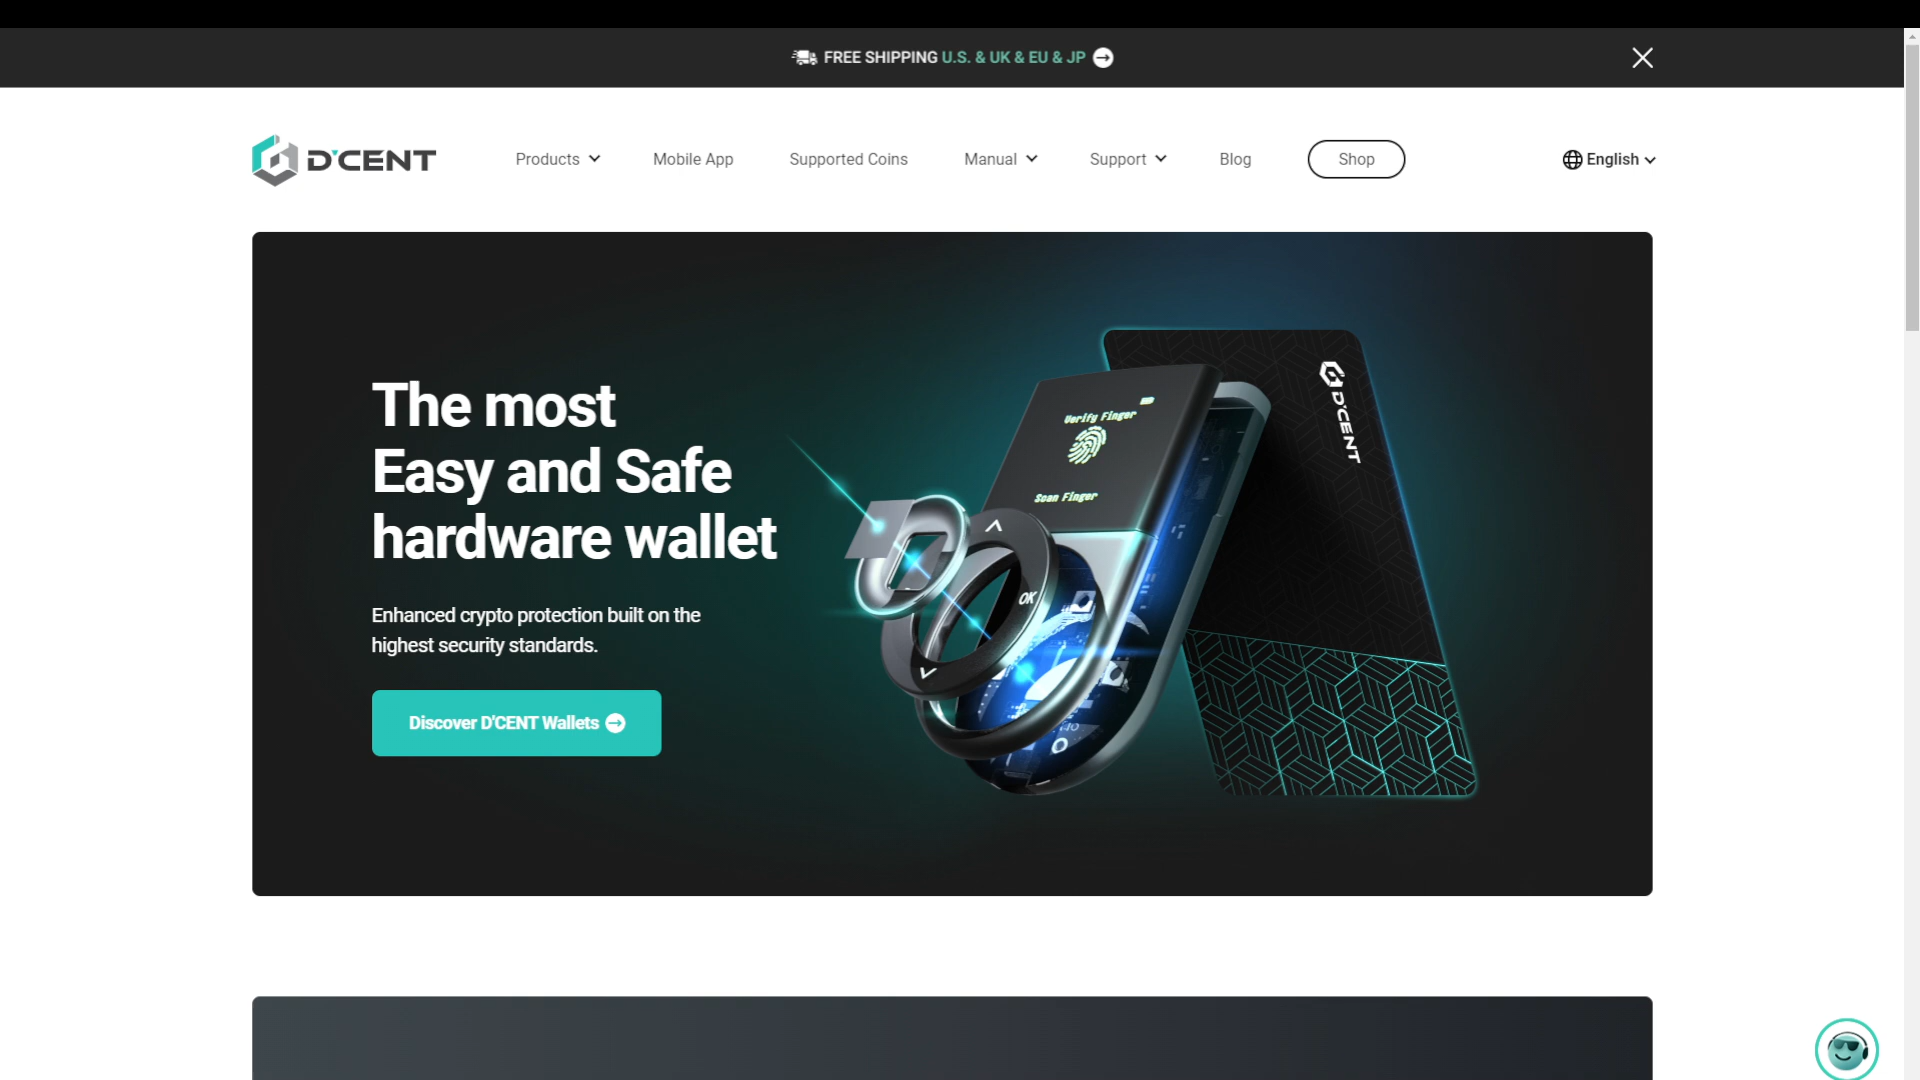 FREE SHIPPING U.S. & UK & EU & JP
D'CENT
Products
Mobile App
Supported Coins
Manual
Support
Blog
Shop
English
The most
Easy and Safe
hardware wallet
Enhanced crypto protection built on the
highest security standards.
Discover D'CENT Wallets
Verify Finger
Scan Finger
OK
D'CENT